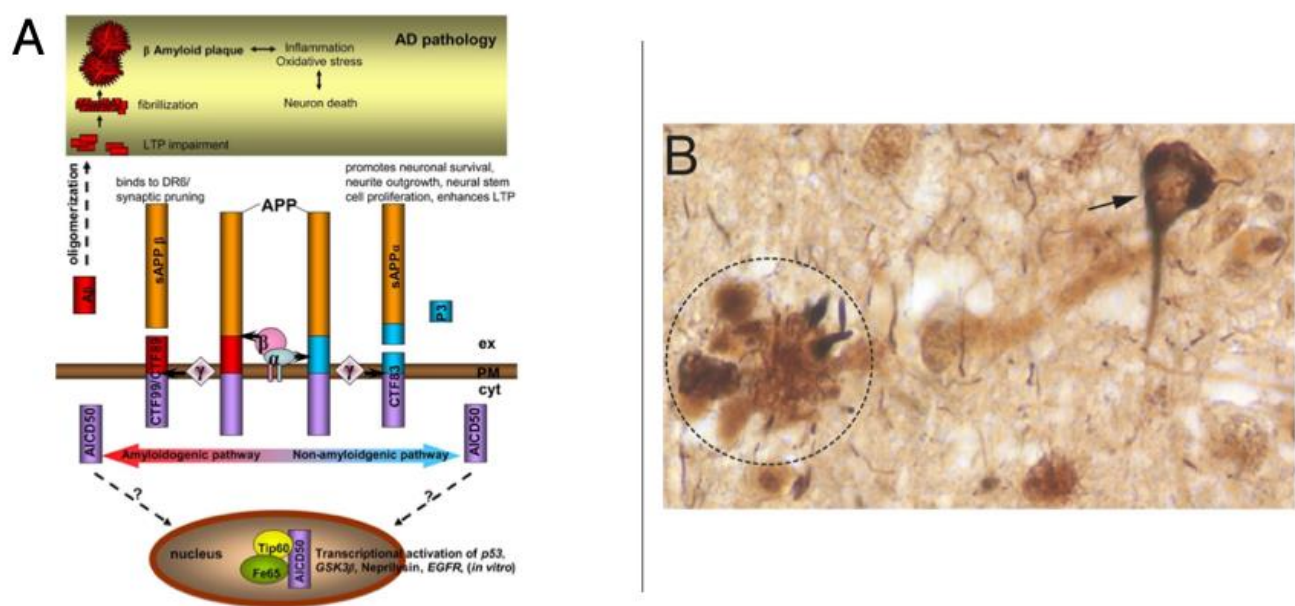 A
AD pathology
β Amyloid plaque
Inflammation
Oxidative stress
fibrillization
Neuron death
LTP impairment
oligomerization
binds to DR6/
synaptic pruning
promotes neuronal survival,
neurite outgrowth, neural stem
cell proliferation, enhances LTP
APP
sAPP β
sAPPα
Aβ
P3
β
α
ex
γ
γ
PM
cyt
CTF99/CTF89
CTF83
AICD50
AICD50
Amyloidogenic pathway
Non-amyloidgenic pathway
?
?
nucleus
Tip60
Fe65
AICD50
Transcriptional activation of p53,
GSK3β, Neprilysin, EGFR, (in vitro)
B